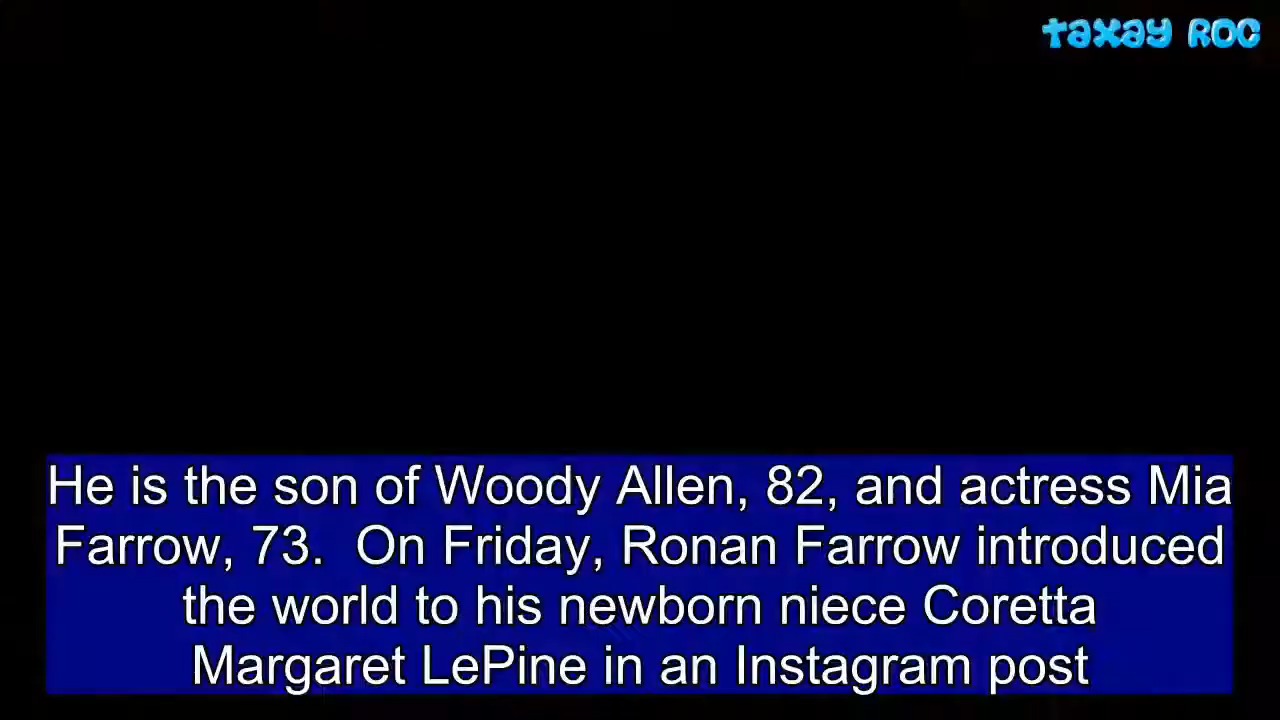 TAXAY ROC
He is the son of Woody Allen, 82, and actress Mia
Farrow, 73.  On Friday, Ronan Farrow introduced
the world to his newborn niece Coretta
Margaret LePine in an Instagram post